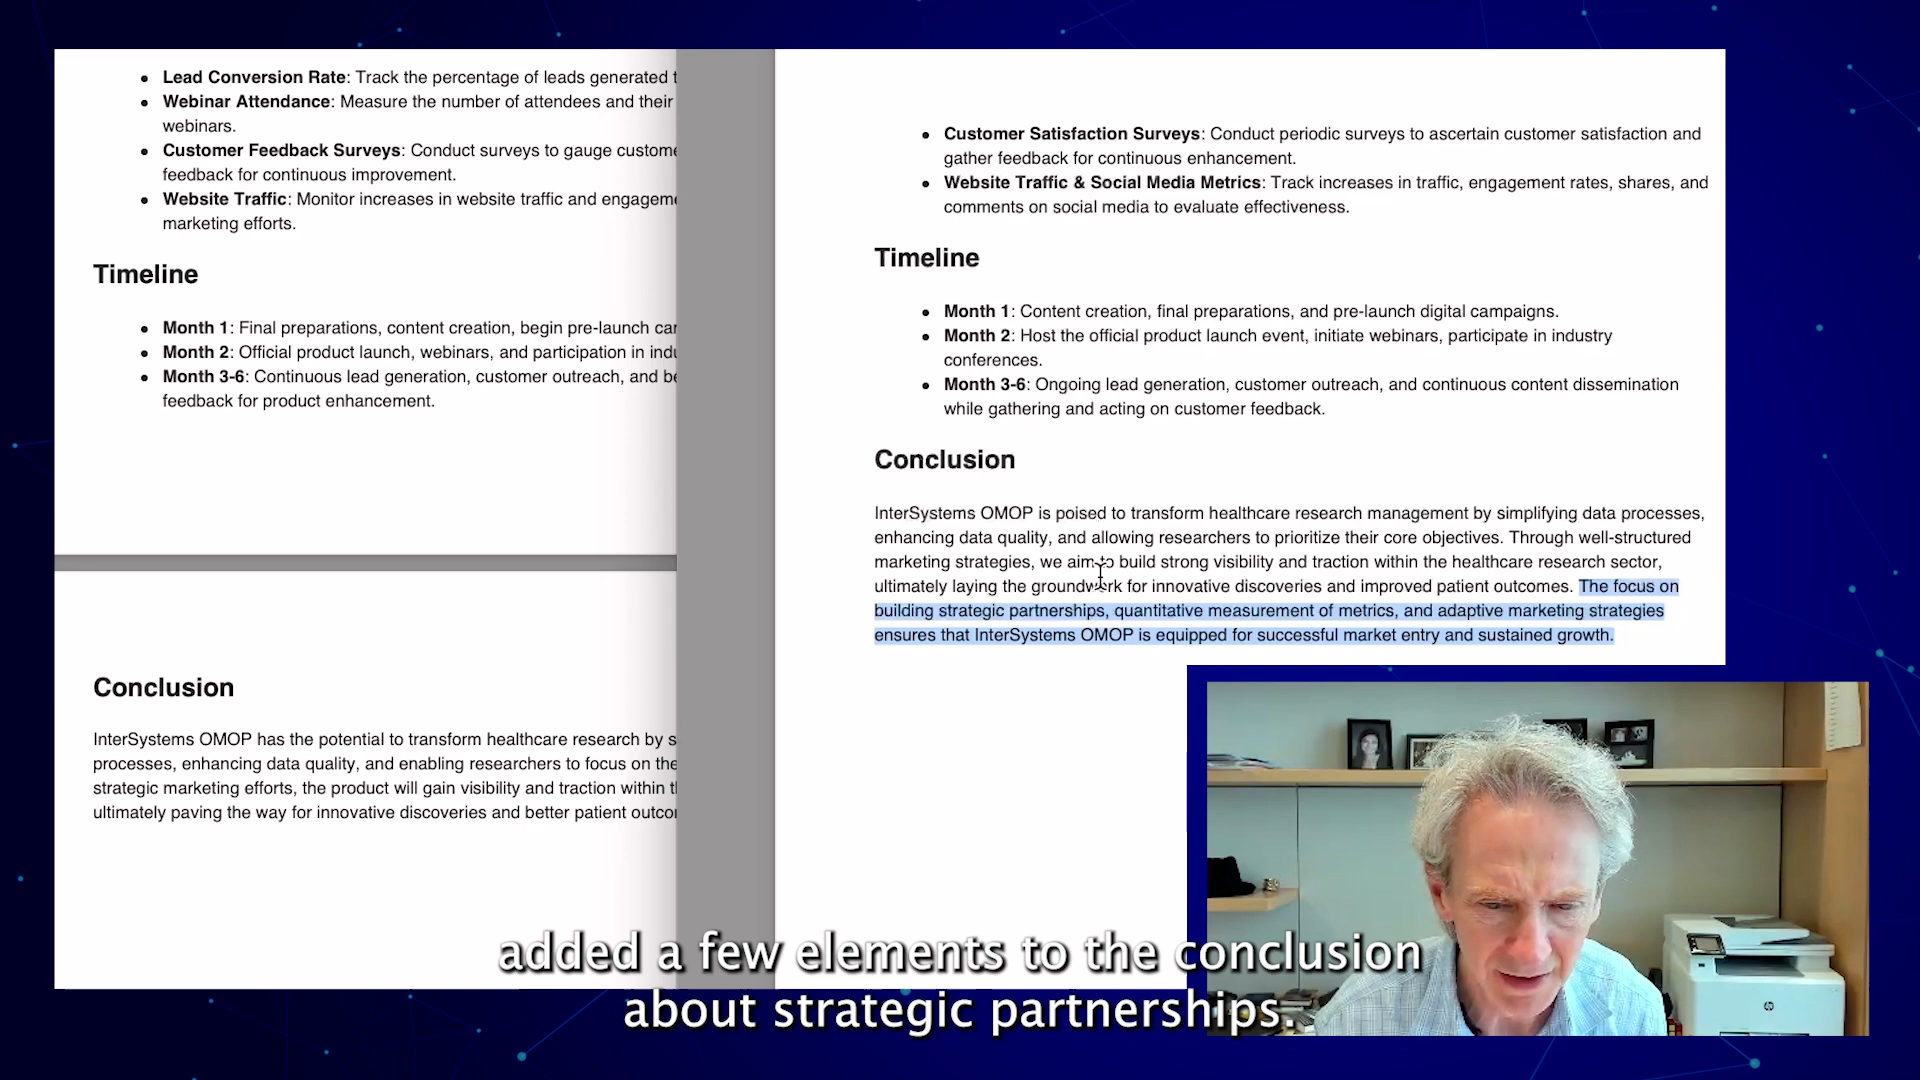 Lead Conversion Rate: Track the percentage of leads generated
Webinar Attendance: Measure the number of attendees and their
webinars.
Customer Feedback Surveys: Conduct surveys to gauge
feedback for continuous improvement.
Website Traffic: Monitor increases in website traffic and
marketing efforts.
Timeline
Month 1: Final preparations, content creation, begin pre-launch
Month 2: Official product launch, webinars, and participation in
Month 3-6: Continuous lead generation, customer outreach, and
feedback for product enhancement.
Conclusion
InterSystems OMOP has the potential to transform healthcare research by
processes, enhancing data quality, and enabling researchers to focus on
strategic marketing efforts, the product will gain visibility and traction within
ultimately paving the way for innovative discoveries and better patient
Customer Satisfaction Surveys: Conduct periodic surveys to ascertain customer satisfaction and
gather feedback for continuous enhancement.
Website Traffic & Social Media Metrics: Track increases in traffic, engagement rates, shares, and
comments on social media to evaluate effectiveness.
Timeline
Month 1: Content creation, final preparations, and pre-launch digital campaigns.
Month 2: Host the official product launch event, initiate webinars, participate in industry
conferences.
Month 3-6: Ongoing lead generation, customer outreach, and continuous content dissemination
while gathering and acting on customer feedback.
Conclusion
InterSystems OMOP is poised to transform healthcare research management by simplifying data processes,
enhancing data quality, and allowing researchers to prioritize their core objectives. Through well-structured
marketing strategies, we aim to build strong visibility and traction within the healthcare research sector,
ultimately laying the groundwork for innovative discoveries and improved patient outcomes. The focus on
building strategic partnerships, quantitative measurement of metrics, and adaptive marketing strategies
ensures that InterSystems OMOP is equipped for successful market entry and sustained growth.
added a few elements to the conclusion
about strategic partnerships.
hp